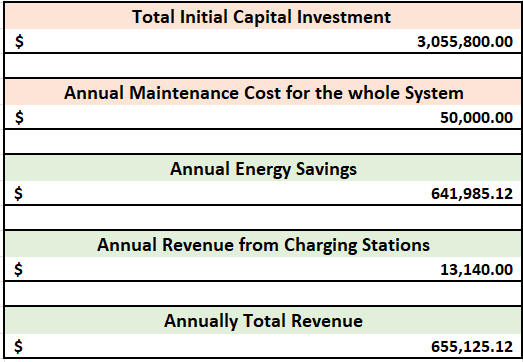 Total Initial Capital Investment
$ 3,055,800.00
Annual Maintenance Cost for the whole System
$ 50,000.00
Annual Energy Savings
$ 641,985.12
Annual Revenue from Charging Stations
$ 13,140.00
Annually Total Revenue
$ 655,125.12